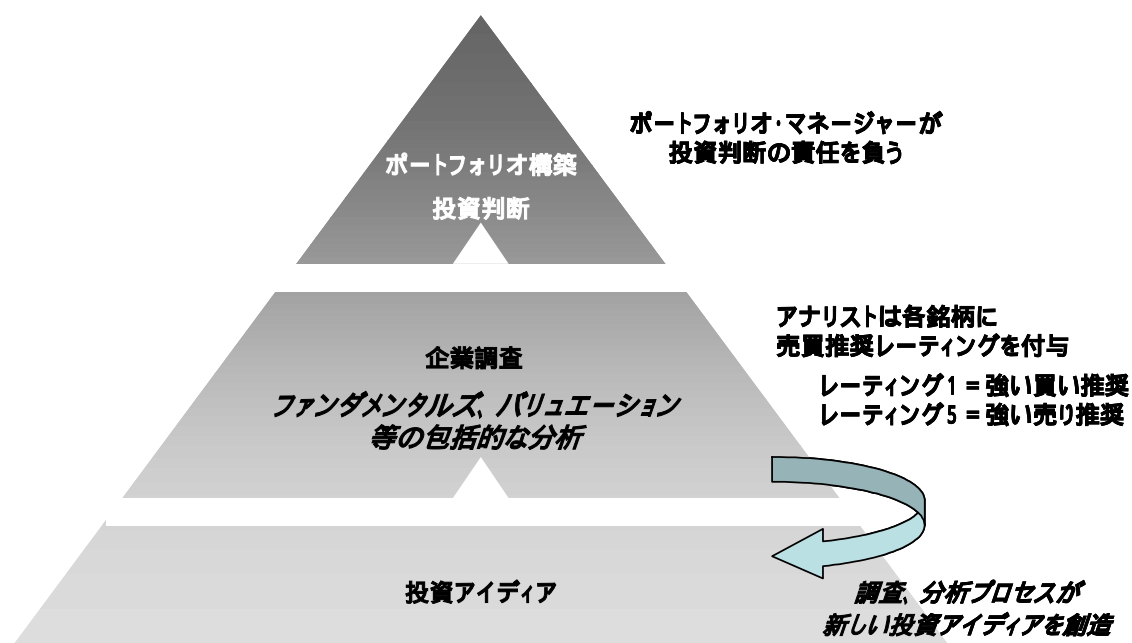 ポートフォリオ・マネージャーが
投資判断の責任を負う
ポートフォリオ構築
投資判断
アナリストは各銘柄に
売買推奨レーティングを付与
レーティング1 = 強い買い推奨
レーティング5 = 強い売り推奨
企業調査
ファンダメンタルズ、バリュエーション
等の包括的な分析
投資アイディア
調査、分析プロセスが
新しい投資アイディアを創造